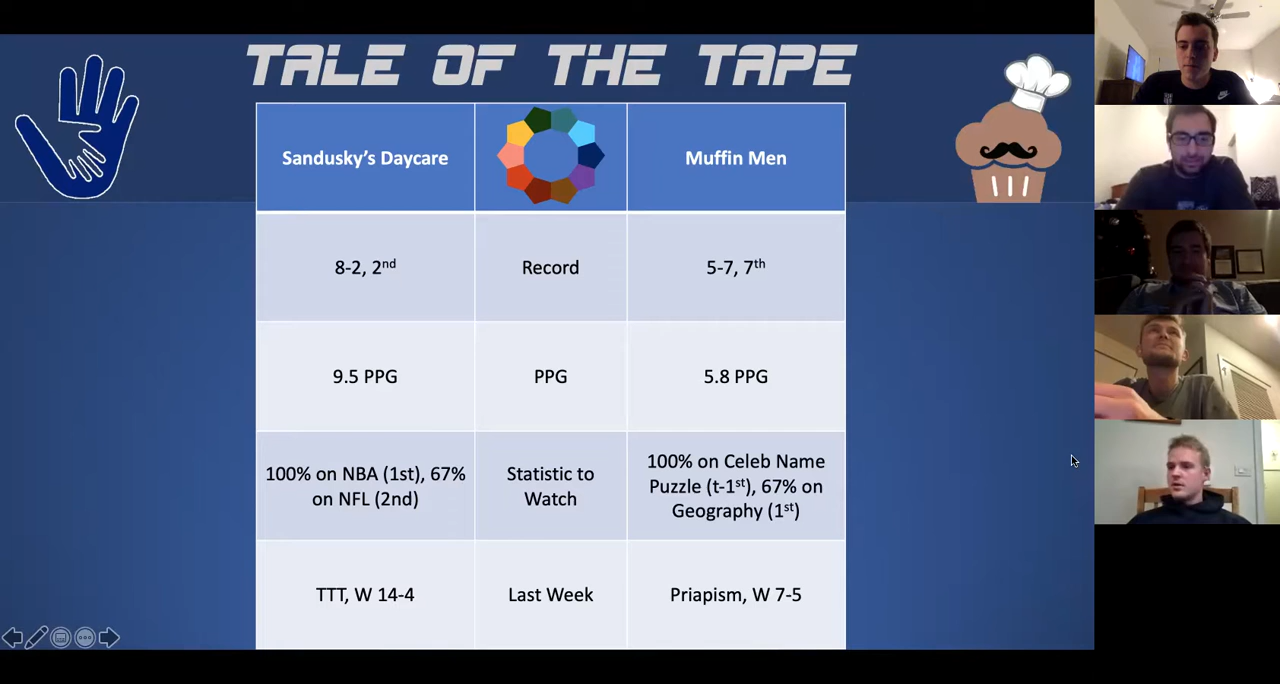 TALE OF THE TAPE
Sandusky's Daycare
Muffin Men
8-2, 2nd
Record
5-7, 7th
9.5 PPG
PPG
5.8 PPG
100% on NBA (1st), 67%
on NFL (2nd)
Statistic to
Watch
100% on Celeb Name
Puzzle (t-1st), 67% on
Geography (1st)
TTT, W 14-4
Last Week
Priapism, W 7-5